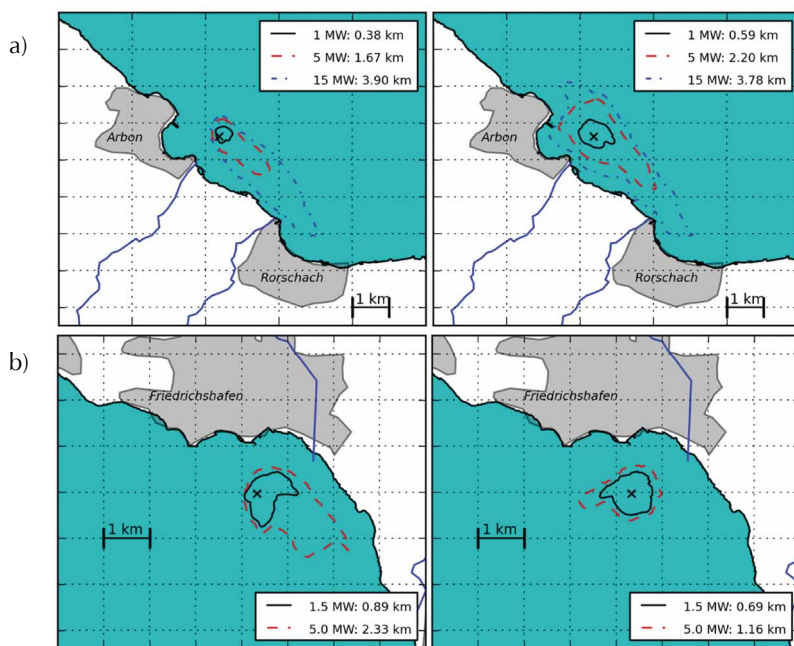 a)
1 MW: 0.38 km
5 MW: 1.67 km
15 MW: 3.90 km
Arbon
Rorschach
1 km
1 MW: 0.59 km
5 MW: 2.20 km
15 MW: 3.78 km
Arbon
Rorschach
1 km
b)
Friedrichshafen
1 km
1.5 MW: 0.89 km
5.0 MW: 2.33 km
Friedrichshafen
1 km
1.5 MW: 0.69 km
5.0 MW: 1.16 km